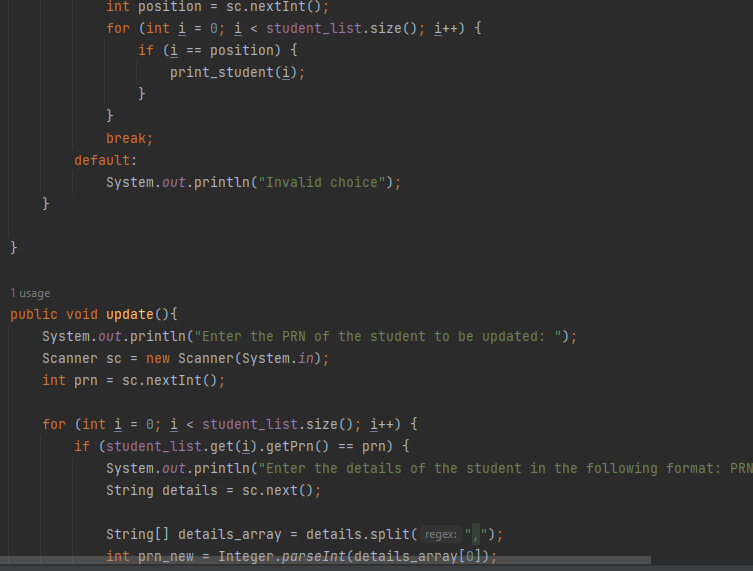 int position = sc.nextInt();
for (int i = 0; i < student_list.size(); i++) {
if (i == position) {
print_student(i);
}
}
break;
default:
System.out.println("Invalid choice");
}
}
1 usage
public void update(){
System.out.println("Enter the PRN of the student to be updated: ");
Scanner sc = new Scanner(System.in);
int prn = sc.nextInt();
for (int i = 0; i < student_list.size(); i++) {
if (student_list.get(i).getPrn() == prn) {
System.out.println("Enter the details of the student in the following format: PRN
String details = sc.next();
String[] details_array = details.split( regex: ",");
int prn_new = Integer.parseInt(details_array[0]);